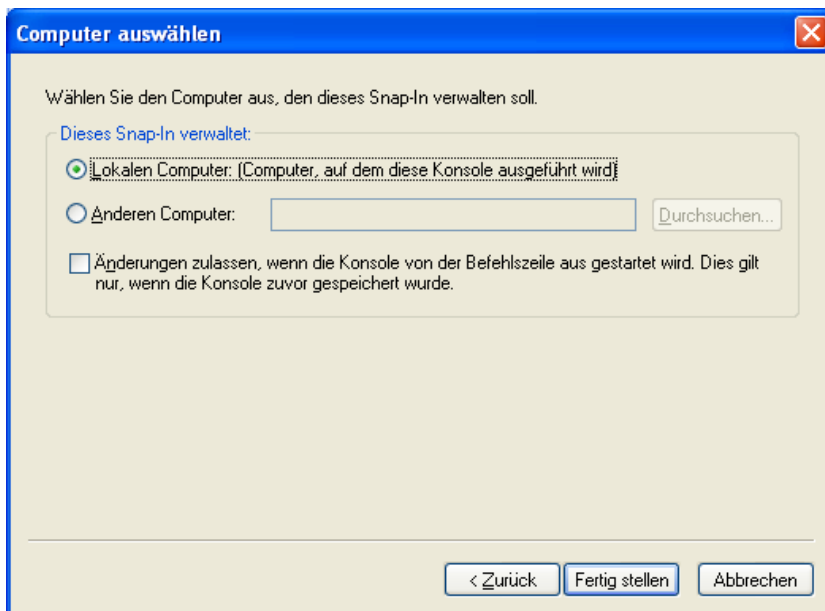 Computer auswählen
Wählen Sie den Computer aus, den dieses Snap-In verwalten soll.
Dieses Snap-In verwaltet:
Lokalen Computer: (Computer, auf dem diese Konsole ausgeführt wird)
Anderen Computer:
Durchsuchen...
Änderungen zulassen, wenn die Konsole von der Befehlszeile aus gestartet wird. Dies gilt
nur, wenn die Konsole zuvor gespeichert wurde.
< Zurück
Fertig stellen
Abbrechen